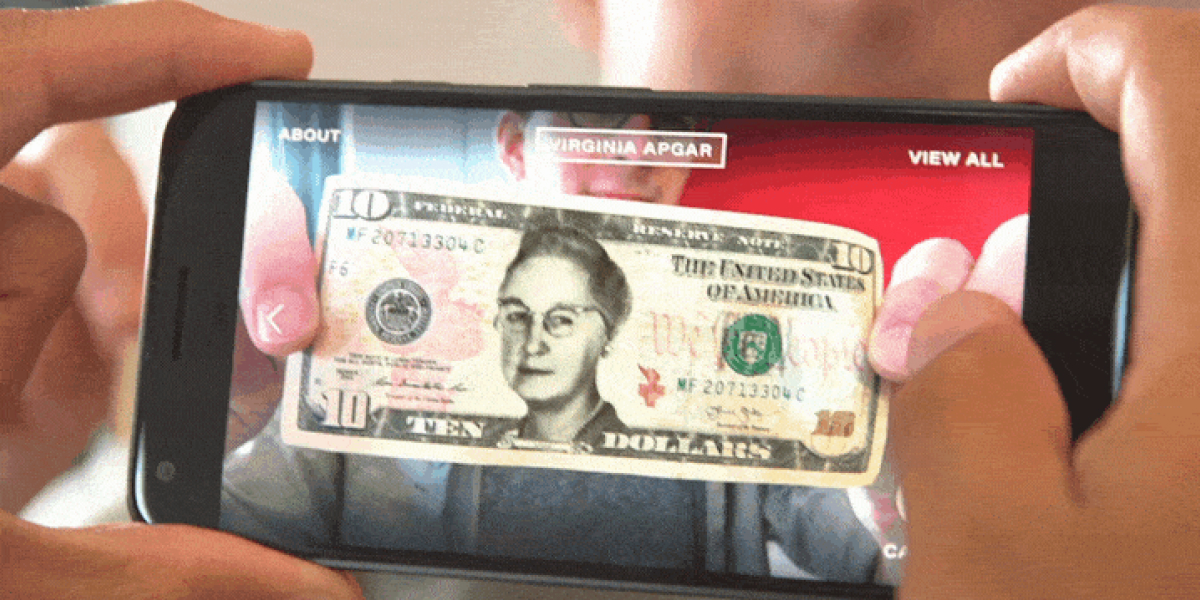 ABOUT
VIRGINIA APGAR
VIEW ALL
10
FEDERAL
RESERVE NOTE
10
MF 20713304 C
F6
THE UNITED STATES
OF AMERICA
We
MF 20713304 C
10
TEN
DOLLARS
10